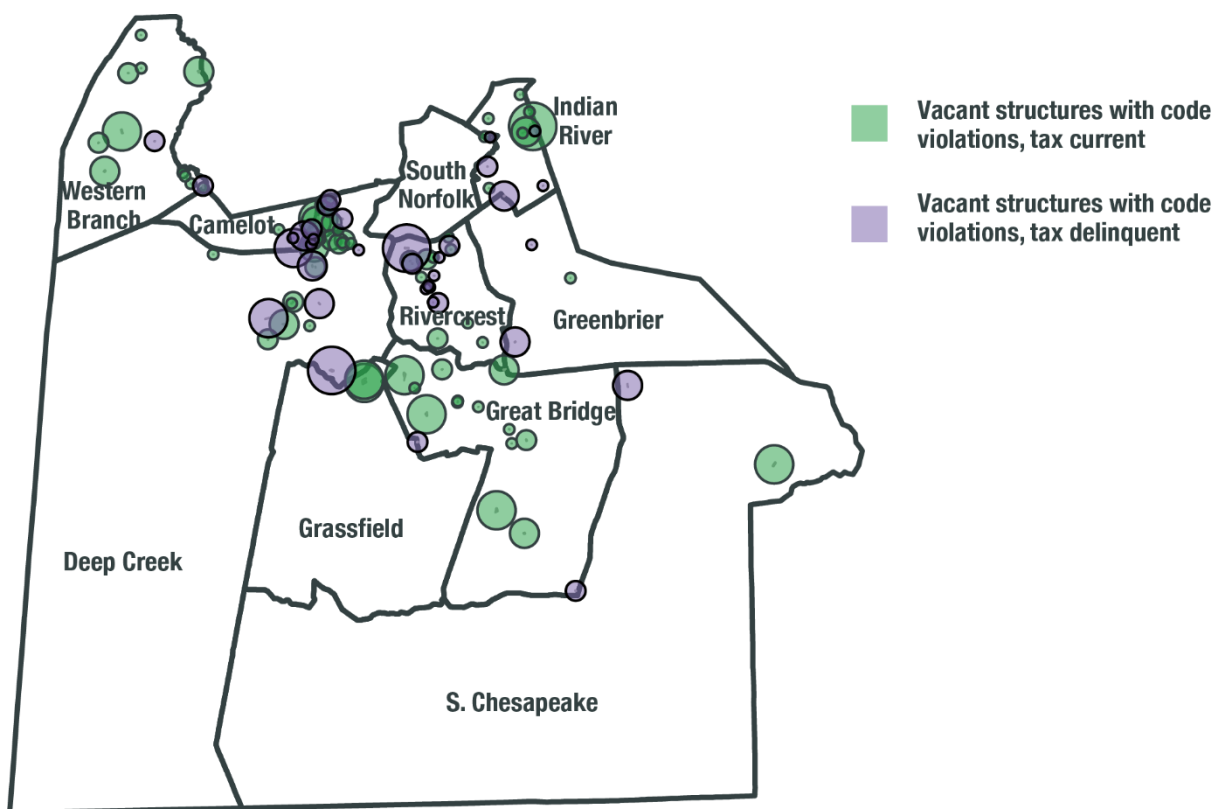 Indian
River
Vacant structures with code
violations, tax current
South
Norfolk
Western
Branch
Camelot
Vacant structures with code
violations, tax delinquent
Rivercrest
Greenbrier
Great Bridge
Grassfield
Deep Creek
S. Chesapeake